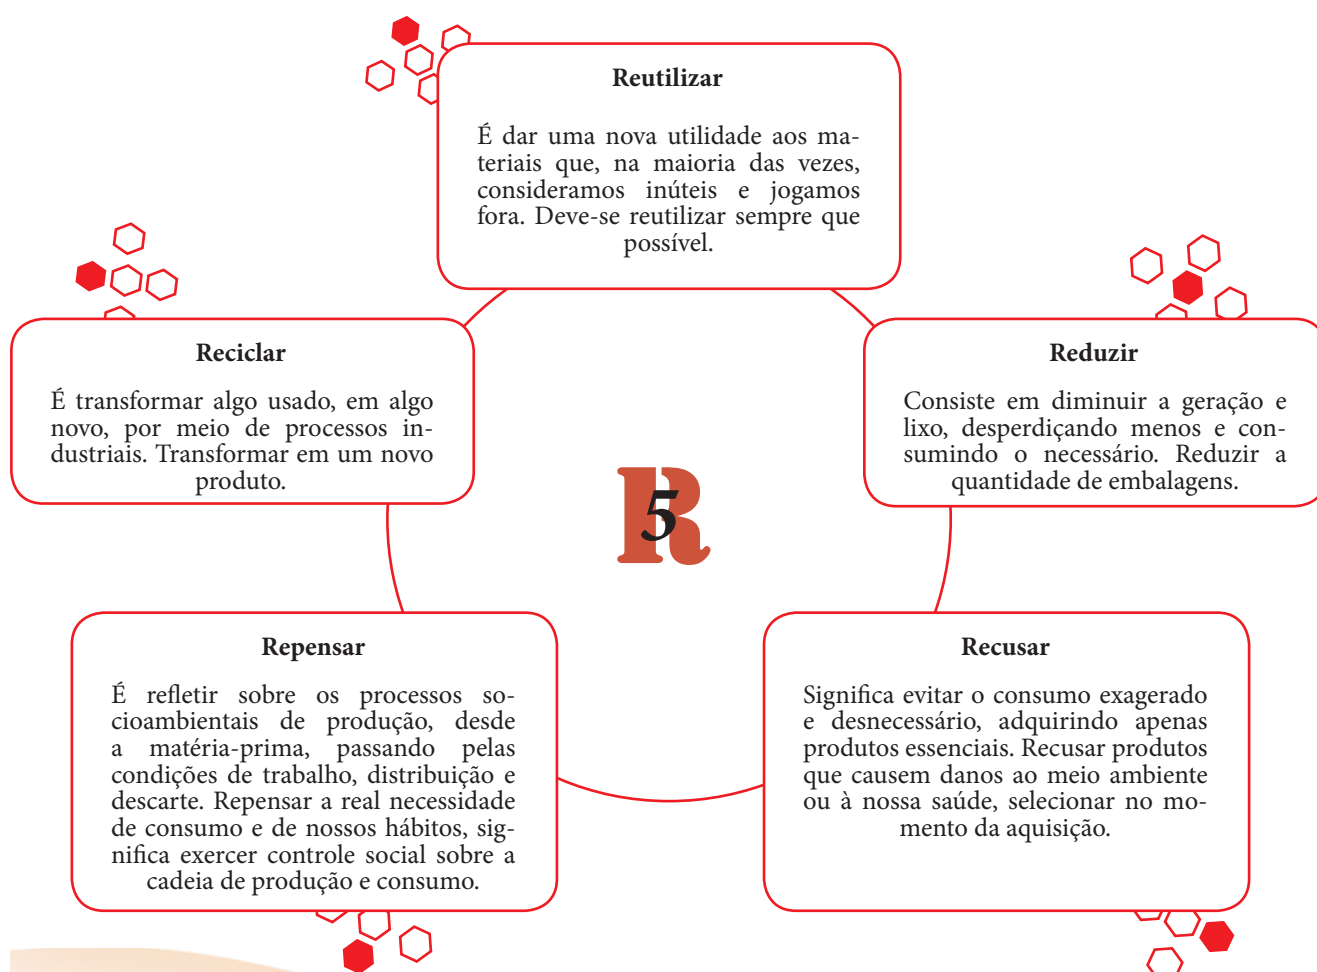 Reutilizar
É dar uma nova utilidade aos ma-
teriais que, na maioria das vezes,
consideramos inúteis e jogamos
fora. Deve-se reutilizar sempre que
possível.
Reciclar
É transformar algo usado, em algo
novo, por meio de processos in-
dustriais. Transformar em um novo
produto.
Reduzir
Consiste em diminuir a geração e
lixo, desperdiçando menos e con-
sumindo o necessário. Reduzir a
quantidade de embalagens.
5R
Repensar
É refletir sobre os processos so-
cioambientais de produção, desde
a matéria-prima, passando pelas
condições de trabalho, distribuição e
descarte. Repensar a real necessidade
de consumo e de nossos hábitos, sig-
nifica exercer controle social sobre a
cadeia de produção e consumo.
Recusar
Significa evitar o consumo exagerado
e desnecessário, adquirindo apenas
produtos essenciais. Recusar produtos
que causem danos ao meio ambiente
ou à nossa saúde, selecionar no mo-
mento da aquisição.